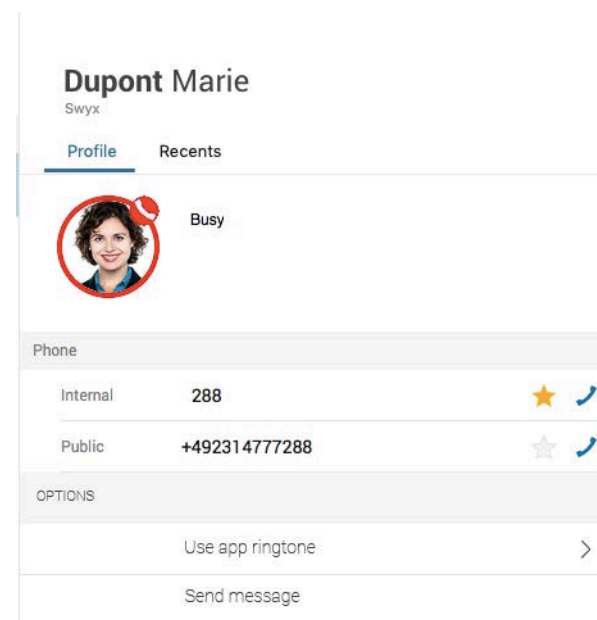 Dupont Marie
Swyx
Profile Recents
Busy
Phone
Internal 288
Public +492314777288
OPTIONS
Use app ringtone
Send message